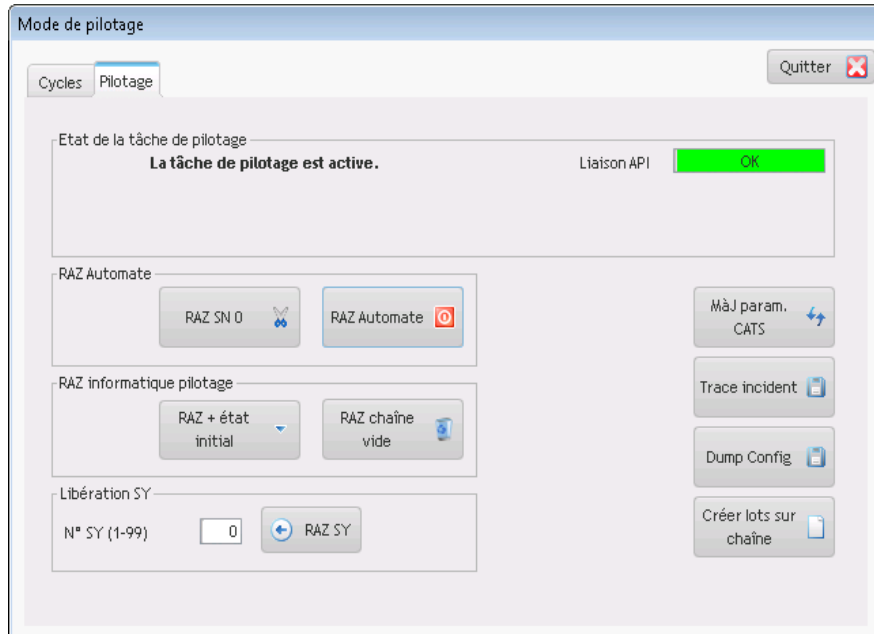 Mode de pilotage
Quitter
Cycles
Pilotage
Etat de la tâche de pilotage
La tâche de pilotage est active.
Liaison API
OK
RAZ Automate
RAZ SN 0
RAZ Automate
MàJ param.
CATS
RAZ informatique pilotage
Trace incident
RAZ + état
initial
RAZ chaîne
vide
Dump Config
Libération SY
N° SY (1-99)
0
RAZ SY
Créer lots sur
chaîne